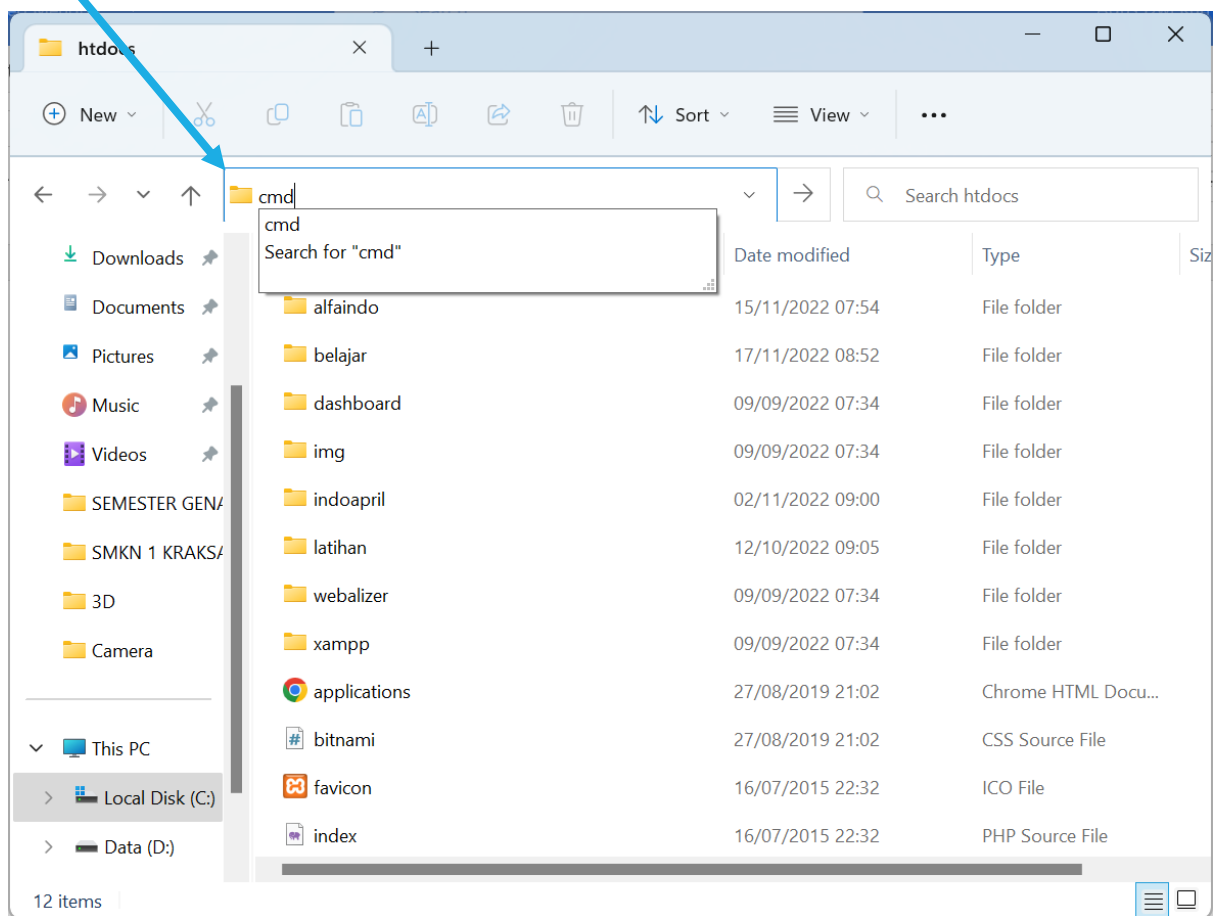 htdocs
New Sort View
cmd Search htdocs
cmd
Search for "cmd"
Date modified Type Siz
Downloads
Documents
Pictures
Music
Videos
SEMESTER GENA
SMKN 1 KRAKSA
3D
Camera
This PC
Local Disk (C:)
Data (D:)
alfaindo 15/11/2022 07:54 File folder
belajar 17/11/2022 08:52 File folder
dashboard 09/09/2022 07:34 File folder
img 09/09/2022 07:34 File folder
indoapril 02/11/2022 09:00 File folder
latihan 12/10/2022 09:05 File folder
webalizer 09/09/2022 07:34 File folder
xampp 09/09/2022 07:34 File folder
applications 27/08/2019 21:02 Chrome HTML Docu...
bitnami 27/08/2019 21:02 CSS Source File
favicon 16/07/2015 22:32 ICO File
index 16/07/2015 22:32 PHP Source File
12 items